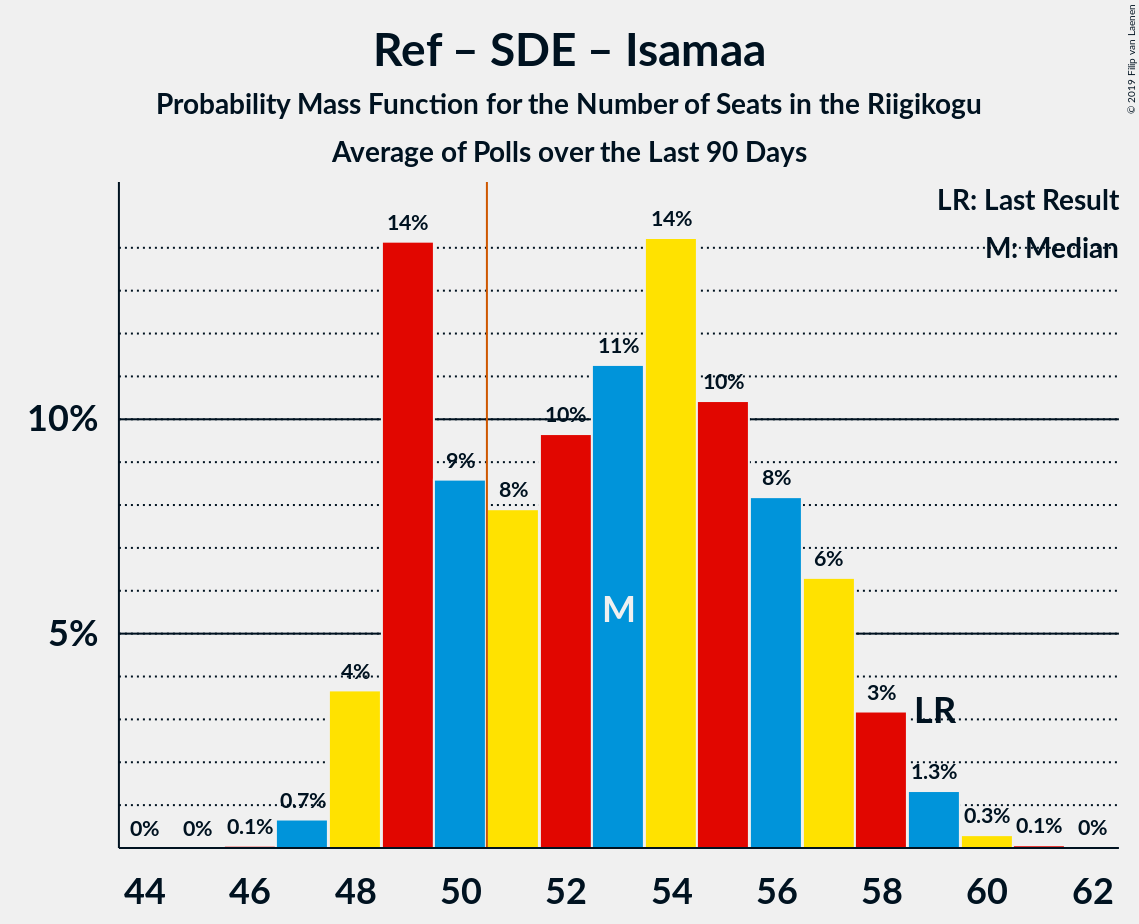 Ref – SDE – Isamaa
Probability Mass Function for the Number of Seats in the Riigikogu
Average of Polls over the Last 90 Days
© 2019 Filip van Laenen
LR: Last Result
M: Median
14%
14%
11%
10%
10%
10%
9%
8%
8%
6%
M
5%
4%
3%
LR
1.3%
0.7%
0.3%
0% 0% 0.1% 0.1% 0%
44 46 48 50 52 54 56 58 60 62